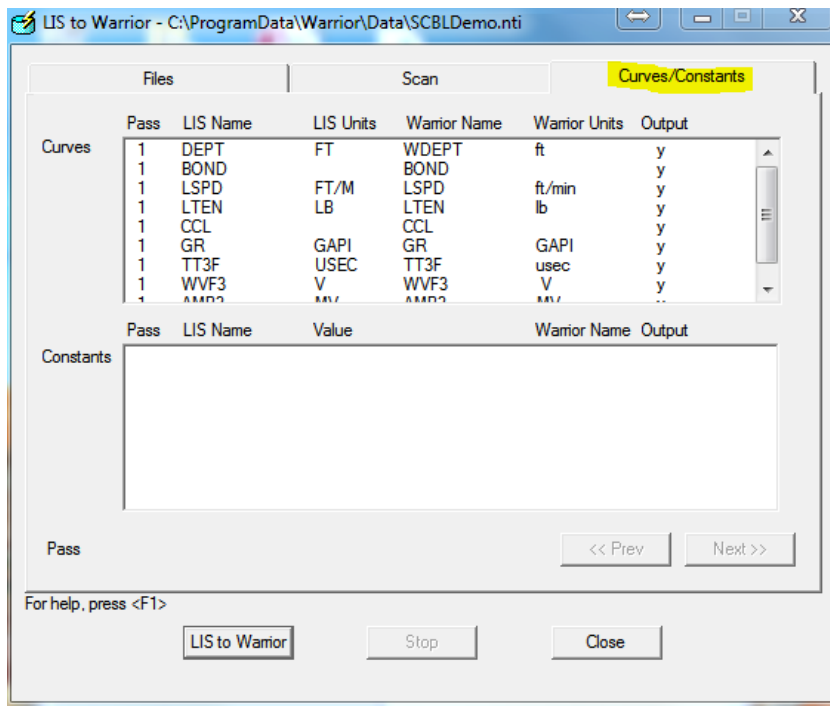 LIS to Warrior - C:\ProgramData\Warrior\Data\SCBLDemo.nti
Files Scan Curves/Constants
Pass LIS Name LIS Units Warrior Name Warrior Units Output
Curves 1 DEPT FT WDEPT ft y
1 BOND BOND y
1 LSPD FT/M LSPD ft/min y
1 LTEN LB LTEN lb y
1 CCL CCL y
1 GR GAPI GR GAPI y
1 TT3F USEC TT3F usec y
1 WVF3 V WVF3 V y
Pass LIS Name Value Warrior Name Output
Constants
Pass << Prev Next >>
For help, press <F1>
LIS to Warrior Stop Close